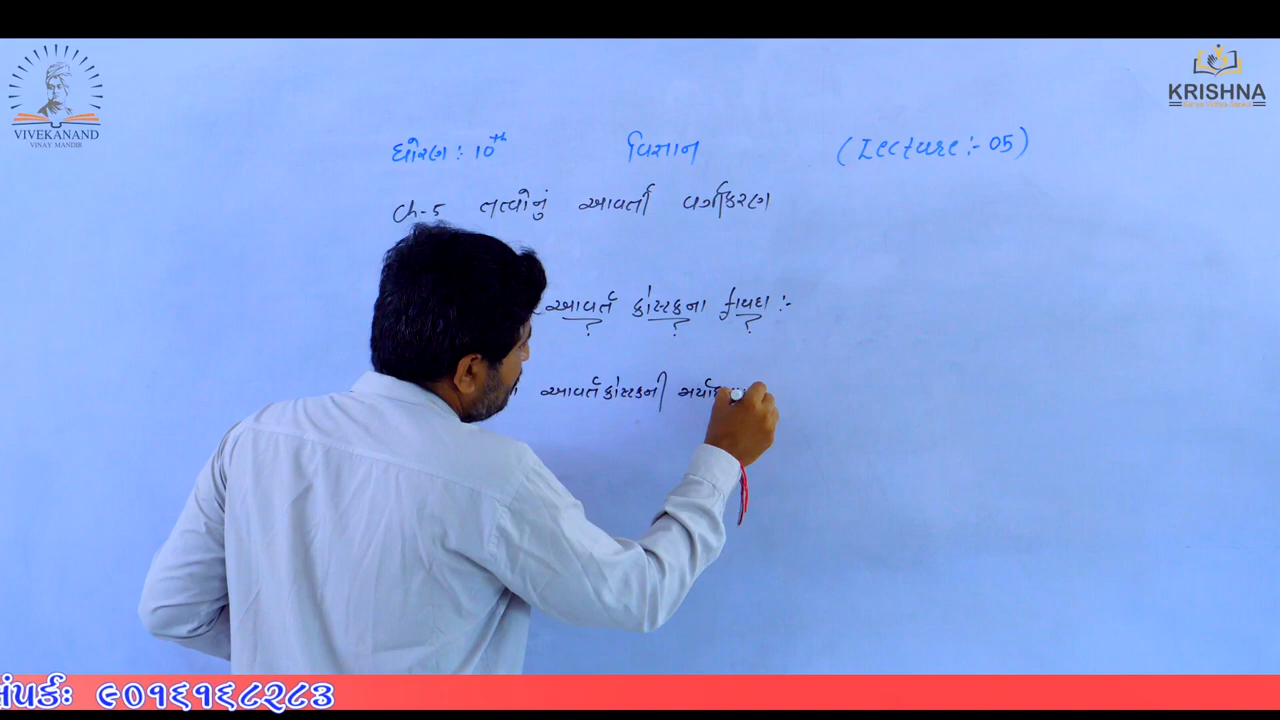 VIVEKANAND
VINAY MANDIR
KRISHNA
ધોરણ : 10th વિજ્ઞાન (Lecture :- 05)
Ch-5 તત્વોનું આવર્તી વર્ગીકરણ
આવર્ત કોષ્ટકના ફાયદા :-
? ? ?
આવર્તકોષ્ટકની
સંપર્કઃ ૯૦૧૬૧૬૮૨૮૩